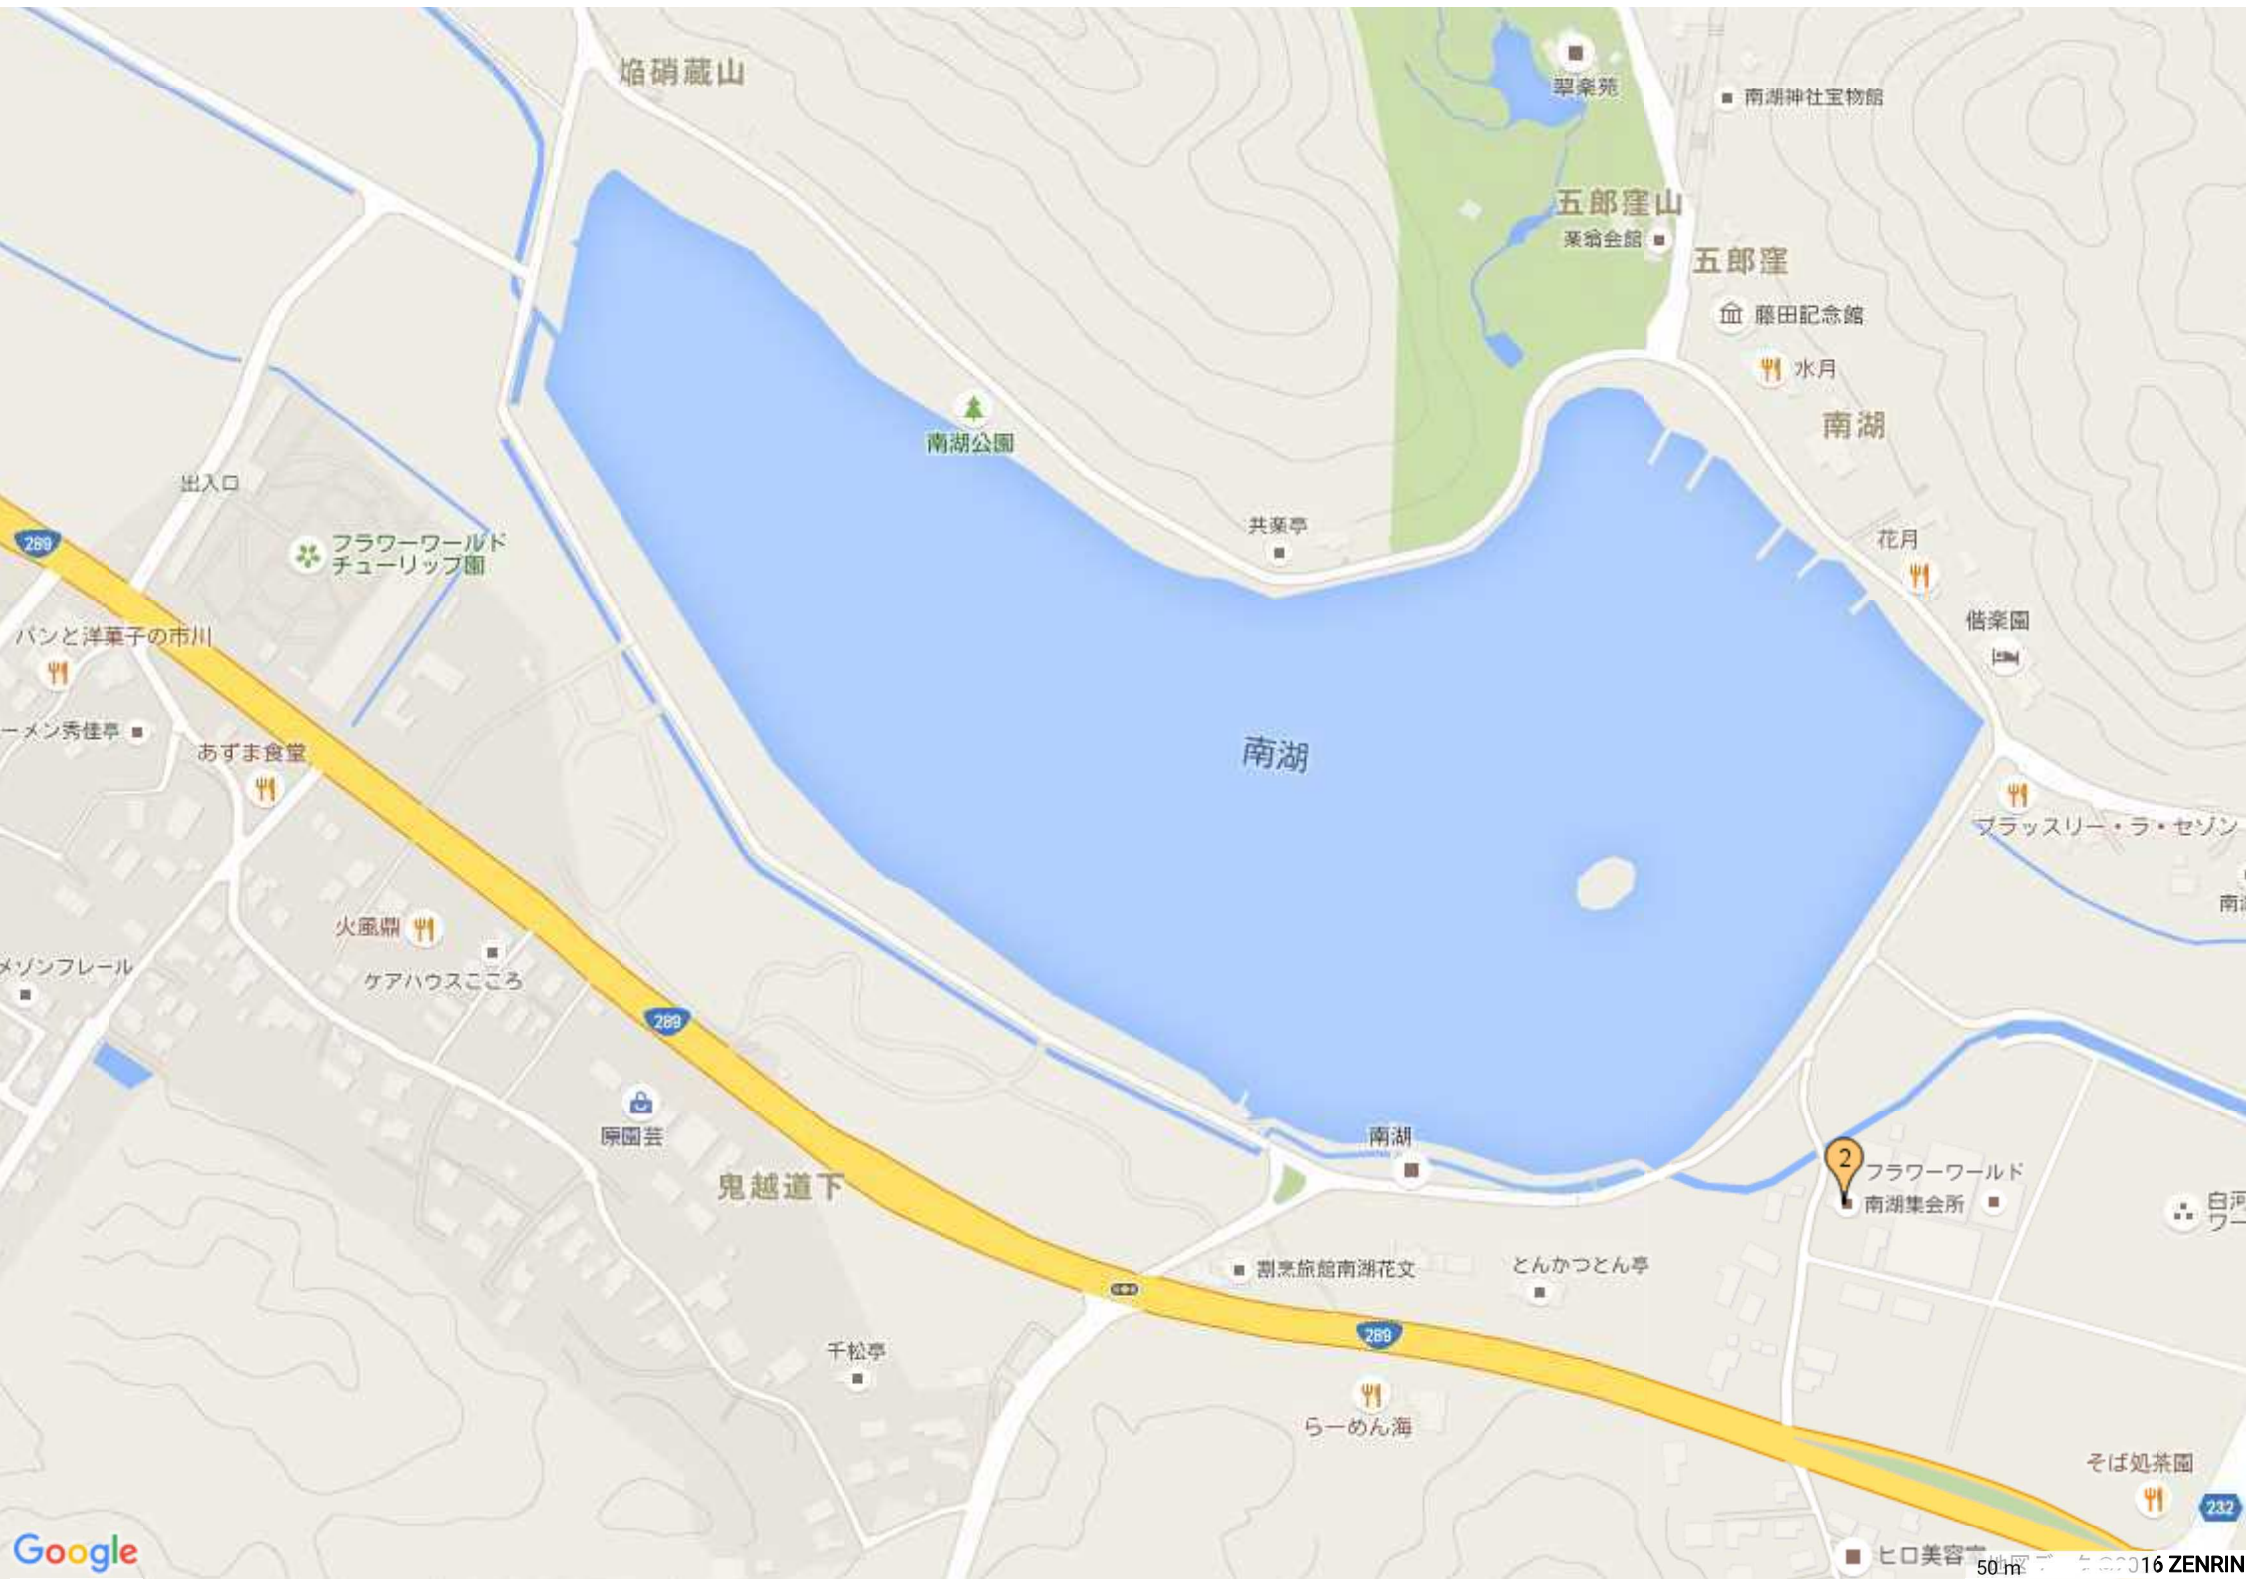 焔硝蔵山
翠楽苑
南湖神社宝物館
五郎窪山
楽翁会館
五郎窪
藤田記念館
水月
南湖
南湖公園
出入口
共楽亭
花月
289
フラワーワールド
チューリップ園
偕楽園
パンと洋菓子の市川
ーメン秀佳亭
あずま食堂
南湖
ブラッスリー・ラ・セゾン
南
火風鼎
ケアハウスこころ
メゾンフレール
289
原園芸
南湖
2
フラワーワールド
南湖集会所
鬼越道下
白河
ワー
割烹旅館南湖花文
とんかつとん亭
289
千松亭
らーめん海
そば処茶園
232
Google
ヒロ美容
50 m
016 ZENRIN